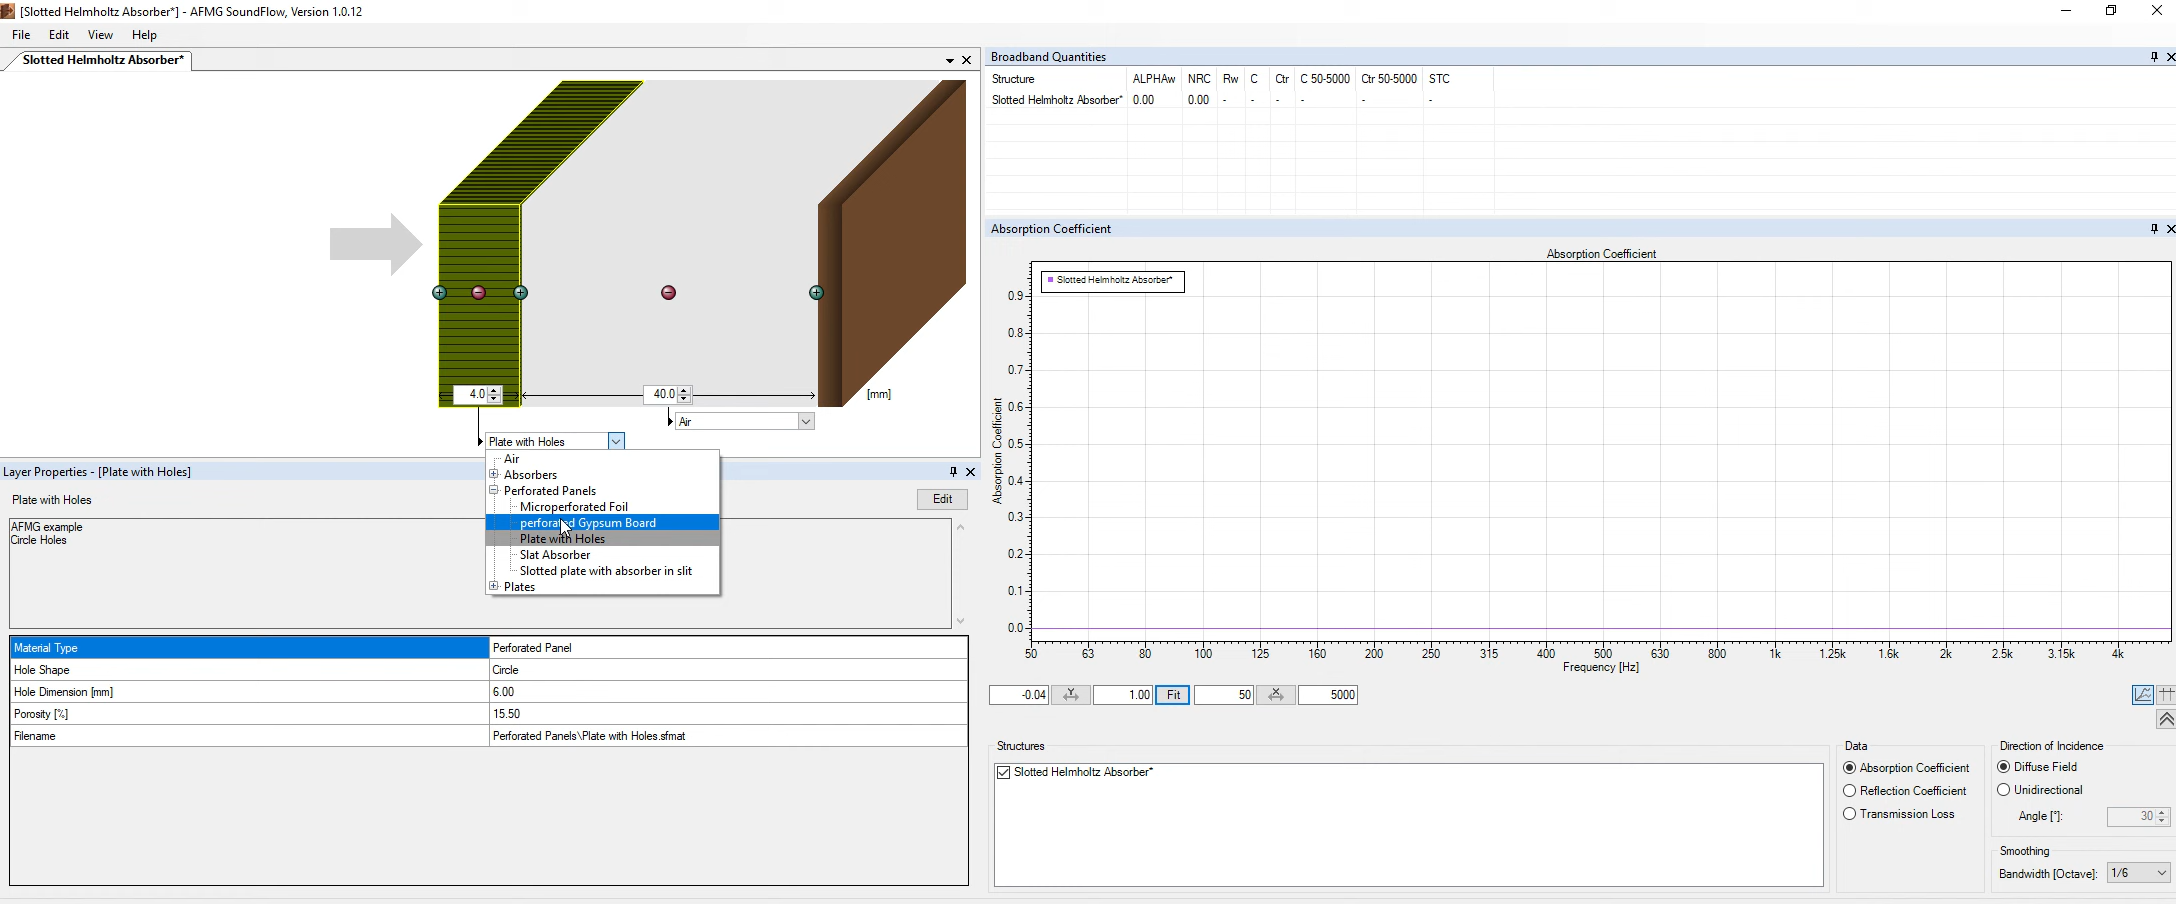 [Slotted Helmholtz Absorber*] - AFMG SoundFlow, Version 1.0.12
File Edit View Help
Slotted Helmholtz Absorber*
4.0
40.0
[mm]
Air
Plate with Holes
Air
Absorbers
Perforated Panels
Microperforated Foil
perforated Gypsum Board
Plate with Holes
Slat Absorber
Slotted plate with absorber in slit
Plates
Layer Properties - [Plate with Holes]
Plate with Holes
Edit
AFMG example
Circle Holes
Material Type Perforated Panel
Hole Shape Circle
Hole Dimension [mm] 6.00
Porosity [%] 15.50
Filename Perforated Panels\Plate with Holes.sfmat
Broadband Quantities
Structure ALPHAw NRC Rw C Ctr C 50-5000 Ctr 50-5000 STC
Slotted Helmholtz Absorber* 0.00 0.00 - - - - - -
Absorption Coefficient
Absorption Coefficient
Slotted Helmholtz Absorber*
Absorption Coefficient
0.9
0.8
0.7
0.6
0.5
0.4
0.3
0.2
0.1
0.0
50 63 80 100 125 160 200 250 315 400 500 630 800 1k 1.25k 1.6k 2k 2.5k 3.15k 4k
Frequency [Hz]
-0.04 Y 1.00 Fit 50 X 5000
Structures
Slotted Helmholtz Absorber*
Data
Absorption Coefficient
Reflection Coefficient
Transmission Loss
Direction of Incidence
Diffuse Field
Unidirectional
Angle [°]: 30
Smoothing
Bandwidth [Octave]: 1/6